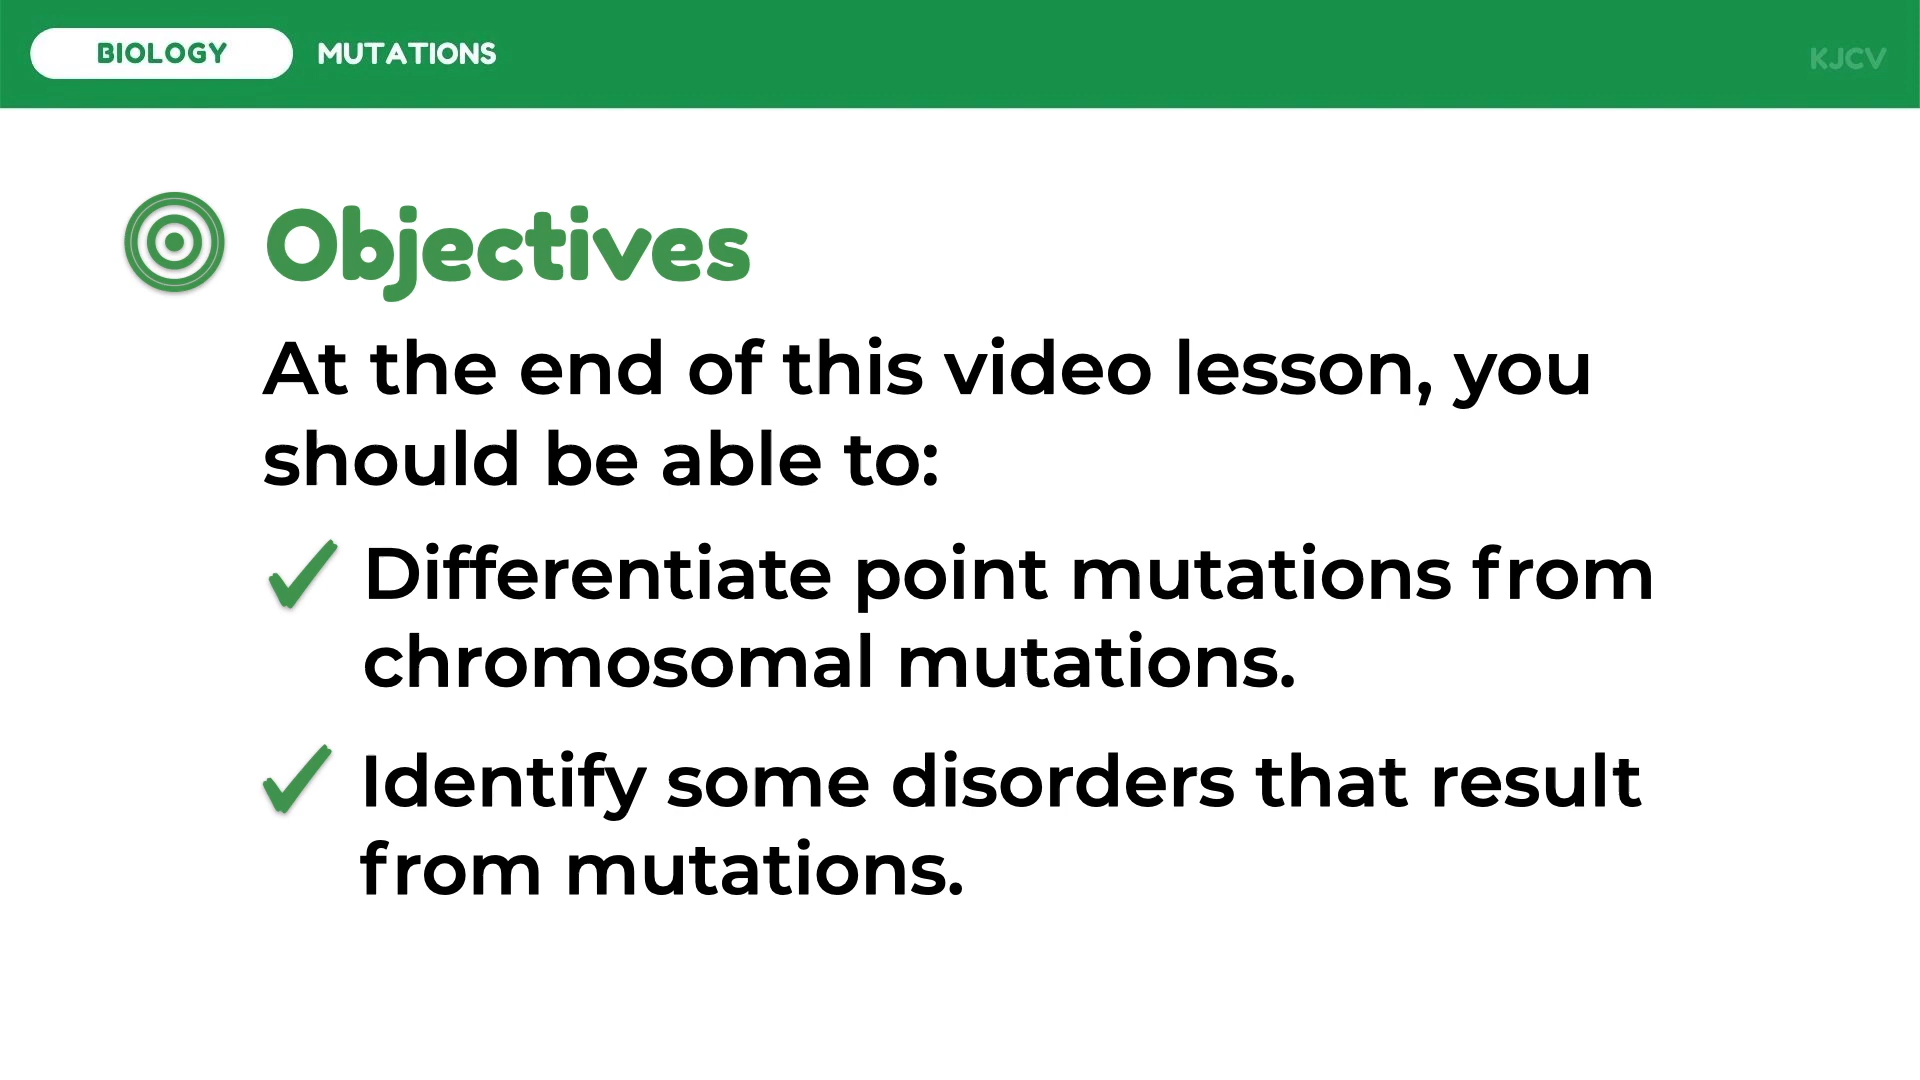 BIOLOGY MUTATIONS KJCV
Objectives
At the end of this video lesson, you
should be able to:
Differentiate point mutations from
chromosomal mutations.
Identify some disorders that result
from mutations.